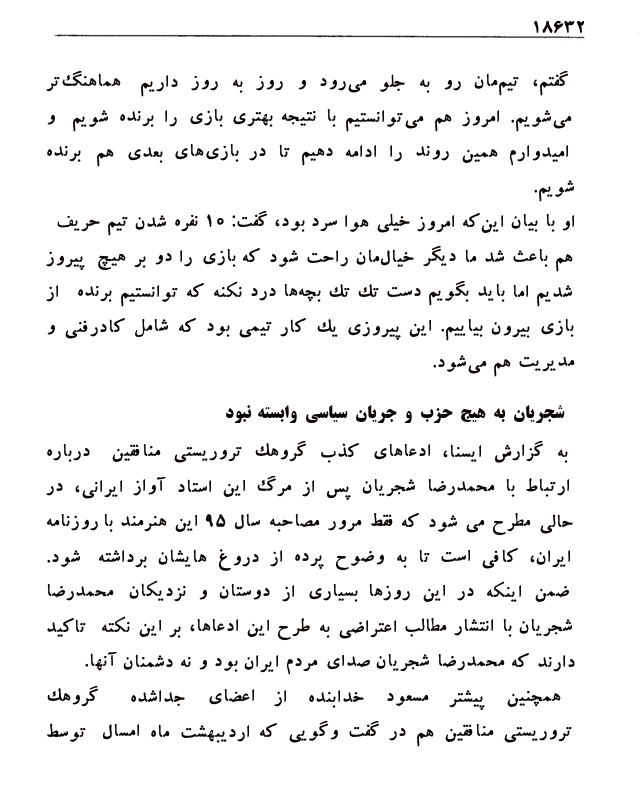 ۱۸۶۳۲
گفتم، تیم‌مان رو به جلو می‌رود و روز به روز داریم هماهنگ‌تر
می‌شویم. امروز هم می‌توانستیم با نتیجه بهتری بازی را برنده شویم و
امیدوارم همین روند را ادامه دهیم تا در بازی‌های بعدی هم برنده
شویم.
او با بیان این‌که امروز خیلی هوا سرد بود، گفت: ۱۰ نفره شدن تیم حریف
هم باعث شد ما دیگر خیال‌مان راحت شود که بازی را دو بر هیچ پیروز
شدیم اما باید بگویم دست تك تك بچه‌ها درد نکنه که توانستیم برنده از
بازی بیرون بیاییم. این پیروزی یك کار تیمی بود که شامل کادرفنی و
مدیریت هم می‌شود.
شجریان به هیچ حزب و جریان سیاسی وابسته نبود
به گزارش ایسنا، ادعاهای کذب گروهك تروریستی منافقین درباره
ارتباط با محمدرضا شجریان پس از مرگ این استاد آواز ایرانی، در
حالی مطرح می شود که فقط مرور مصاحبه سال ۹۵ این هنرمند با روزنامه
ایران، کافی است تا به وضوح پرده از دروغ هایشان برداشته شود.
ضمن اینکه در این روزها بسیاری از دوستان و نزدیکان محمدرضا
شجریان با انتشار مطالب اعتراضی به طرح این ادعاها، بر این نکته تاکید
دارند که محمدرضا شجریان صدای مردم ایران بود و نه دشمنان آنها.
همچنین پیشتر مسعود خدابنده از اعضای جداشده گروهك
تروریستی منافقین هم در گفت وگویی که اردیبهشت ماه امسال توسط